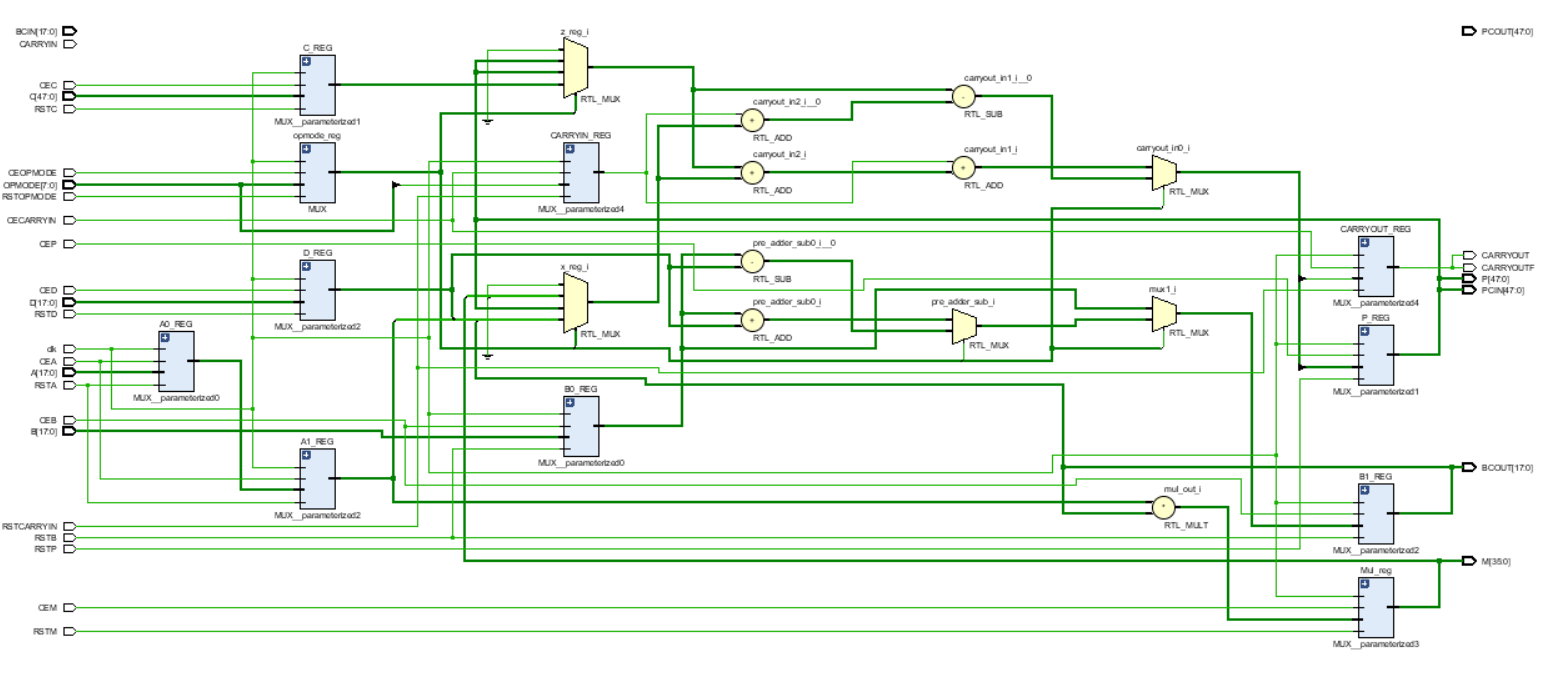 BCIN[17:0]
CARRYIN
CEC
C[47:0]
RSTC
CEOPMODE
OPMODE[7:0]
RSTOPMODE
CECARRYIN
CEP
CED
D[17:0]
RSTD
clk
CEA
A[17:0]
RSTA
CEB
B[17:0]
RSTCARRYIN
RSTB
RSTP
CEM
RSTM
A0_REG
MUX__parameterized0
C_REG
MUX__parameterized1
opmode_reg
MUX
D_REG
MUX__parameterized2
A1_REG
MUX__parameterized2
z_reg_i
RTL_MUX
CARRYIN_REG
MUX__parameterized4
x_reg_i
RTL_MUX
B0_REG
MUX__parameterized0
carryout_in2_i__0
RTL_ADD
carryout_in2_i
RTL_ADD
pre_adder_sub0_i__0
RTL_SUB
pre_adder_sub0_i
RTL_ADD
carryout_in1_i__0
RTL_SUB
carryout_in1_i
RTL_ADD
pre_adder_sub_i
RTL_MUX
carryout_in0_i
RTL_MUX
mux1_i
RTL_MUX
mul_out_i
RTL_MULT
CARRYOUT_REG
MUX__parameterized4
P_REG
MUX__parameterized1
B1_REG
MUX__parameterized2
Mul_reg
MUX__parameterized3
PCOUT[47:0]
CARRYOUT
CARRYOUTF
P[47:0]
PCIN[47:0]
BCOUT[17:0]
M[35:0]